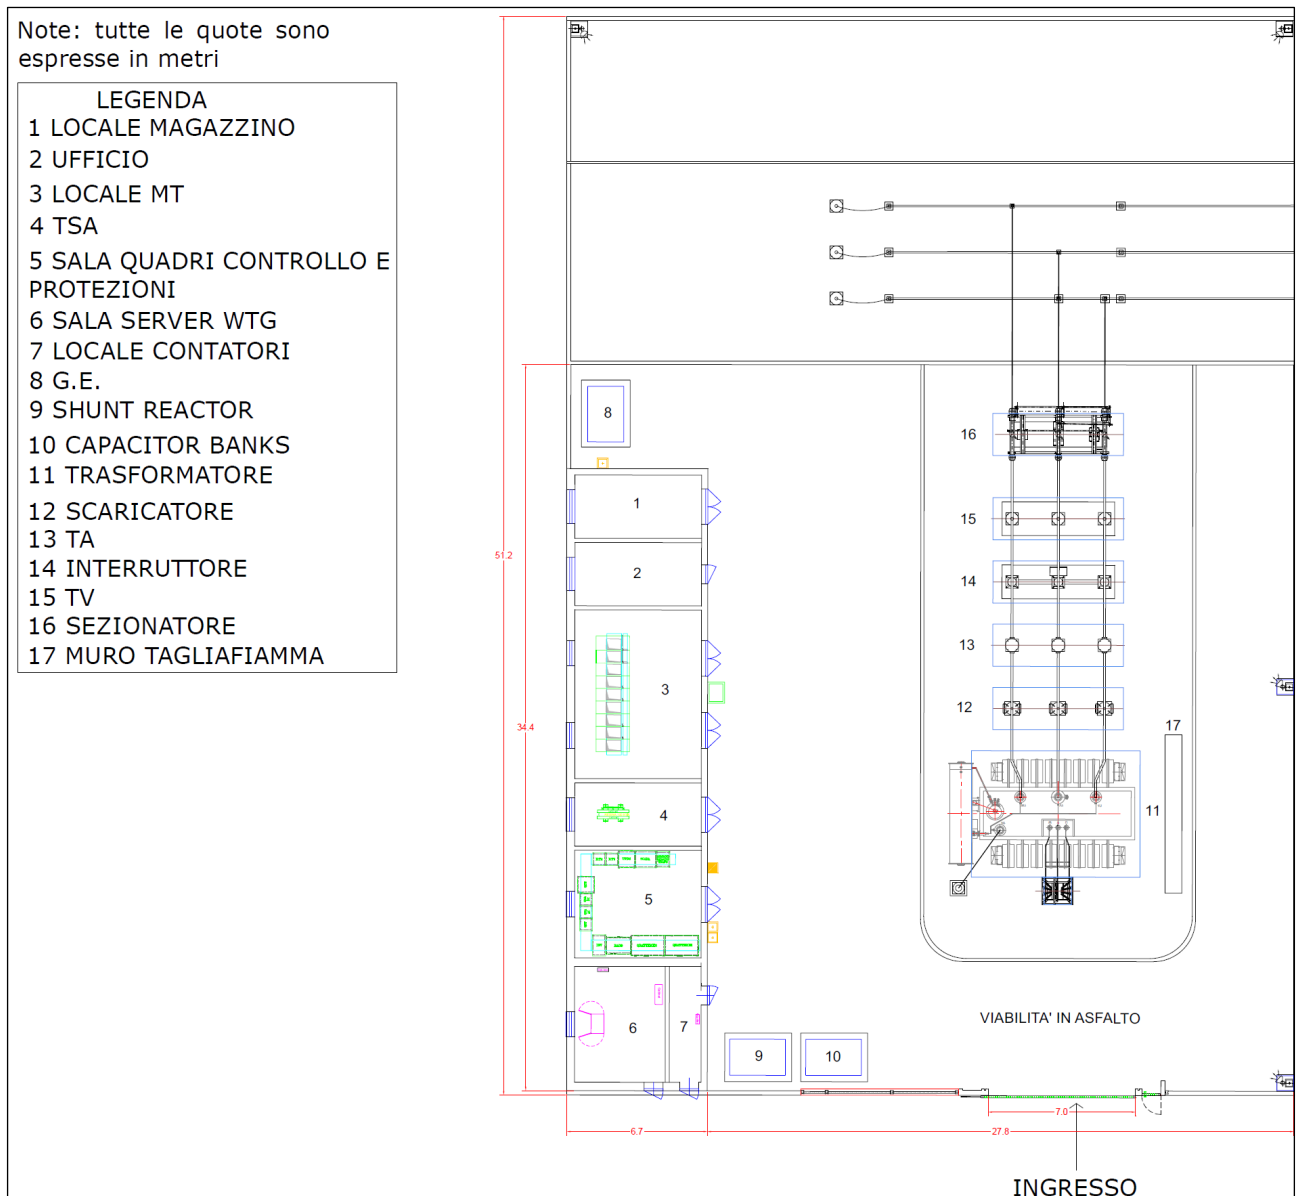 Note: tutte le quote sono
espresse in metri
LEGENDA
1 LOCALE MAGAZZINO
2 UFFICIO
3 LOCALE MT
4 TSA
5 SALA QUADRI CONTROLLO E
PROTEZIONI
6 SALA SERVER WTG
7 LOCALE CONTATORI
8 G.E.
9 SHUNT REACTOR
10 CAPACITOR BANKS
11 TRASFORMATORE
12 SCARICATORE
13 TA
14 INTERRUTTORE
15 TV
16 SEZIONATORE
17 MURO TAGLIAFIAMMA
8
16
1
15
51.2
2
14
3
13
12
34.4
17
4
11
5
6
7
VIABILITA' IN ASFALTO
9
10
7.0
6.7
27.8
INGRESSO